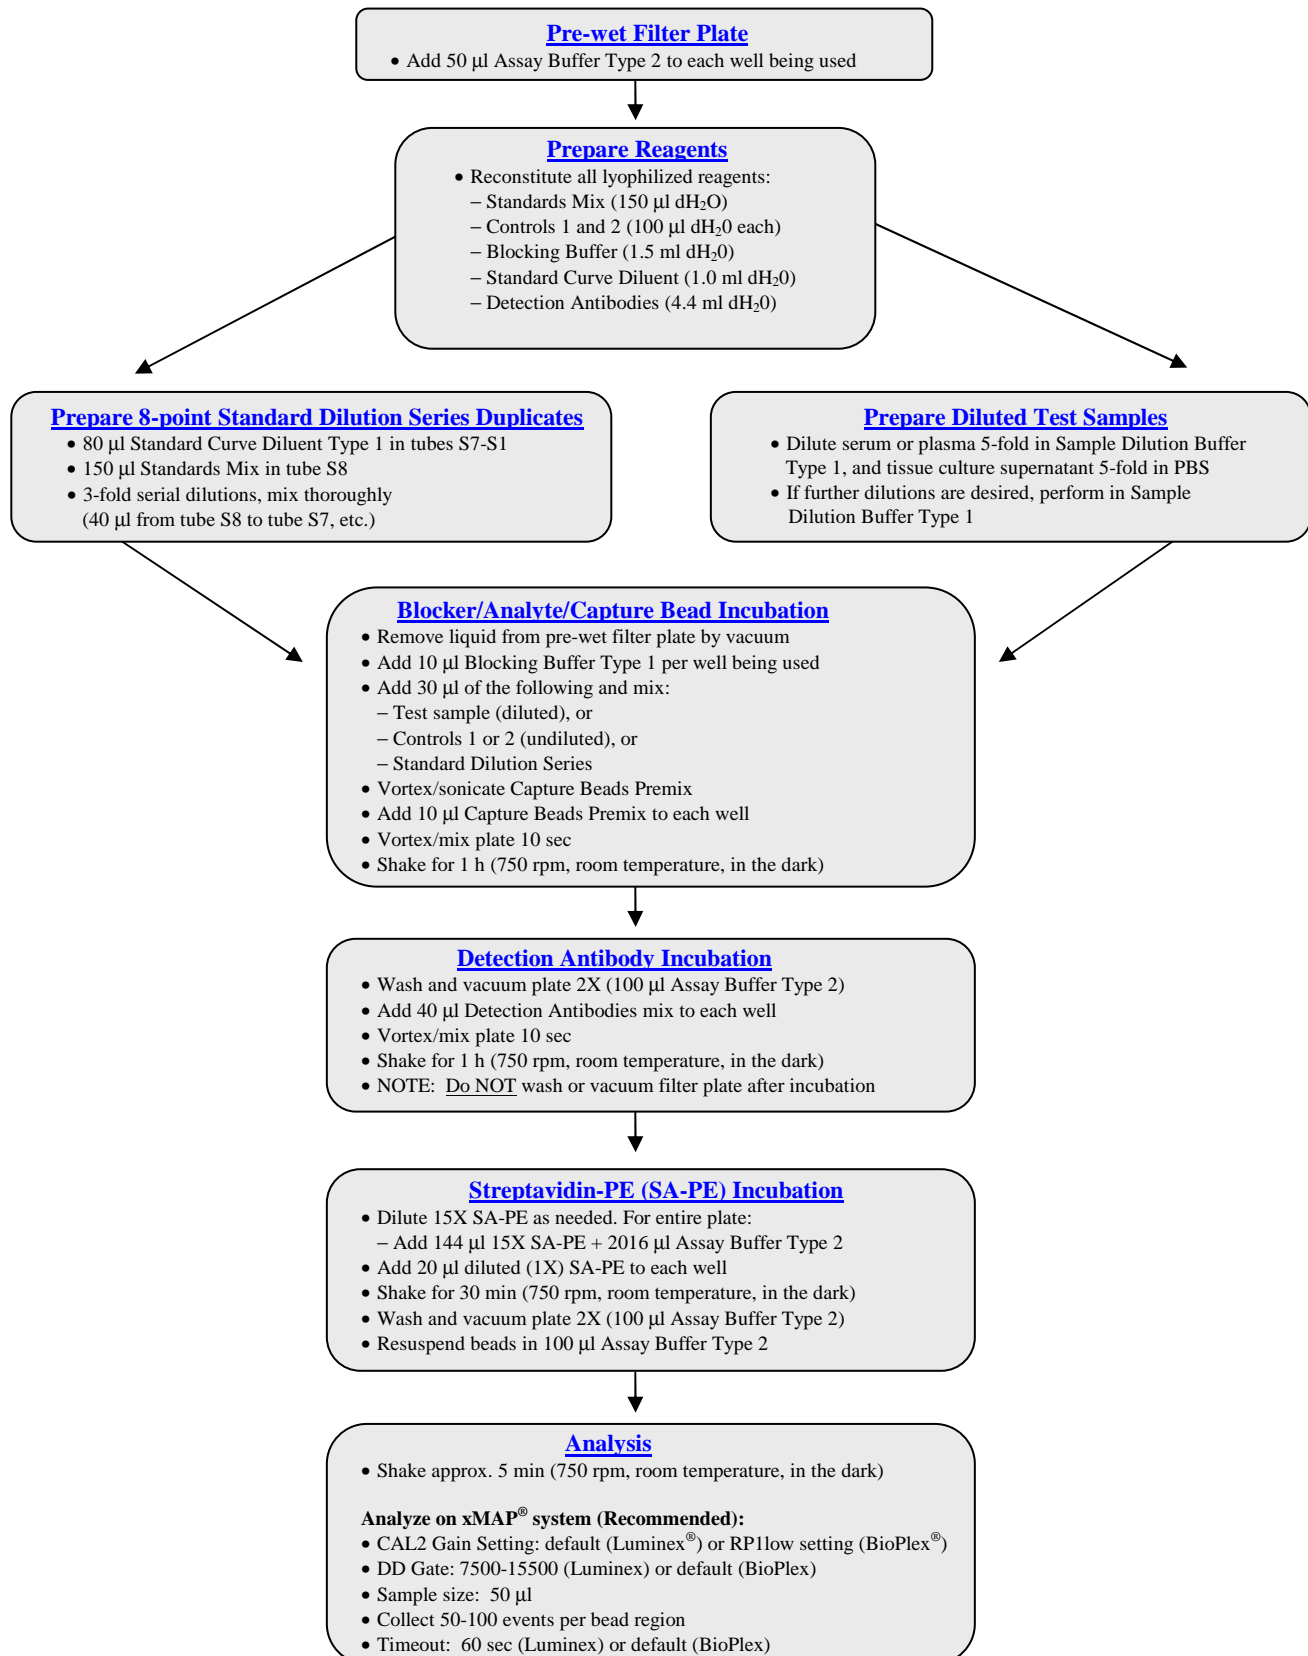 Pre-wet Filter Plate
• Add 50 µl Assay Buffer Type 2 to each well being used
Prepare Reagents
• Reconstitute all lyophilized reagents:
– Standards Mix (150 µl dH₂O)
– Controls 1 and 2 (100 µl dH₂0 each)
– Blocking Buffer (1.5 ml dH₂0)
– Standard Curve Diluent (1.0 ml dH₂0)
– Detection Antibodies (4.4 ml dH₂0)
Prepare 8-point Standard Dilution Series Duplicates
• 80 µl Standard Curve Diluent Type 1 in tubes S7-S1
• 150 µl Standards Mix in tube S8
• 3-fold serial dilutions, mix thoroughly
(40 µl from tube S8 to tube S7, etc.)
Prepare Diluted Test Samples
• Dilute serum or plasma 5-fold in Sample Dilution Buffer
Type 1, and tissue culture supernatant 5-fold in PBS
• If further dilutions are desired, perform in Sample
Dilution Buffer Type 1
Blocker/Analyte/Capture Bead Incubation
• Remove liquid from pre-wet filter plate by vacuum
• Add 10 µl Blocking Buffer Type 1 per well being used
• Add 30 µl of the following and mix:
– Test sample (diluted), or
– Controls 1 or 2 (undiluted), or
– Standard Dilution Series
• Vortex/sonicate Capture Beads Premix
• Add 10 µl Capture Beads Premix to each well
• Vortex/mix plate 10 sec
• Shake for 1 h (750 rpm, room temperature, in the dark)
Detection Antibody Incubation
• Wash and vacuum plate 2X (100 µl Assay Buffer Type 2)
• Add 40 µl Detection Antibodies mix to each well
• Vortex/mix plate 10 sec
• Shake for 1 h (750 rpm, room temperature, in the dark)
• NOTE: Do NOT wash or vacuum filter plate after incubation
Streptavidin-PE (SA-PE) Incubation
• Dilute 15X SA-PE as needed. For entire plate:
– Add 144 µl 15X SA-PE + 2016 µl Assay Buffer Type 2
• Add 20 µl diluted (1X) SA-PE to each well
• Shake for 30 min (750 rpm, room temperature, in the dark)
• Wash and vacuum plate 2X (100 µl Assay Buffer Type 2)
• Resuspend beads in 100 µl Assay Buffer Type 2
Analysis
• Shake approx. 5 min (750 rpm, room temperature, in the dark)
Analyze on xMAP® system (Recommended):
• CAL2 Gain Setting: default (Luminex®) or RP1low setting (BioPlex®)
• DD Gate: 7500-15500 (Luminex) or default (BioPlex)
• Sample size: 50 µl
• Collect 50-100 events per bead region
• Timeout: 60 sec (Luminex) or default (BioPlex)